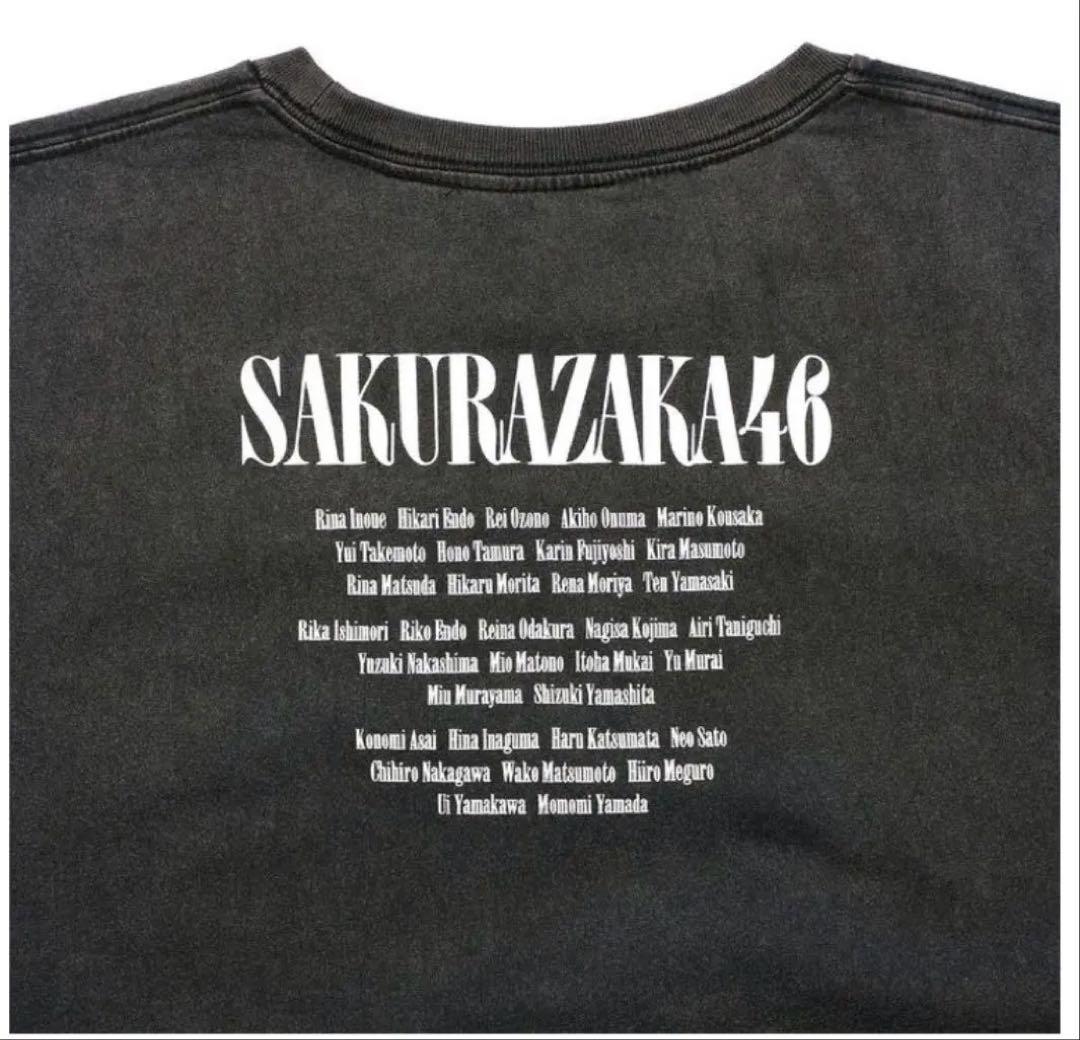 SAKURAZAKA46
Rina Inoue Hikari Endo Rei Ozono Akiho Onuma Marino Kousaka
Yui Takemoto Hono Tamura Karin Fujiyoshi Kira Masumoto
Rina Matsuda Hikaru Morita Rena Moriya Ten Yamasaki
Rika Ishimori Riko Endo Reina Odakura Nagisa Kojima Airi Taniguchi
Yuzuki Nakashima Mio Matono Itoha Mukai Yu Murai
Miu Murayama Shizuki Yamashita
Konomi Asai Hina Inaguma Haru Katsumata Neo Sato
Chihiro Nakagawa Wako Matsumoto Hiiro Meguro
Ui Yamakawa Momomi Yamada